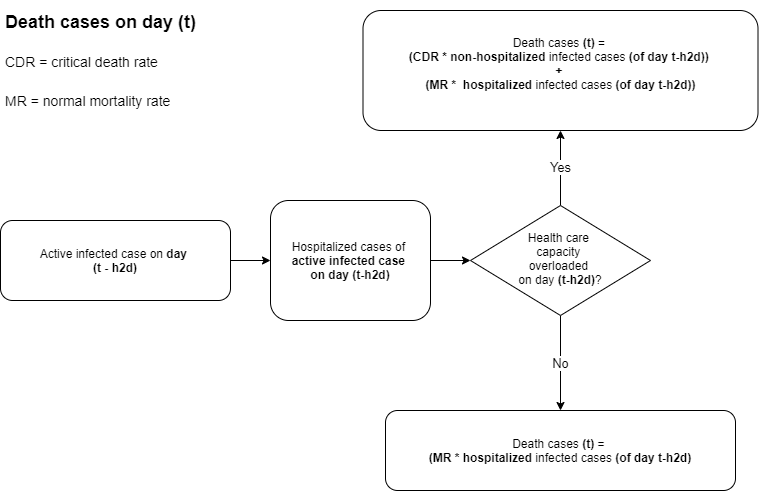 Death cases on day (t)
CDR = critical death rate
MR = normal mortality rate
Death cases (t) =
(CDR * non-hospitalized infected cases (of day t-h2d))
+
(MR * hospitalized infected cases (of day t-h2d))
Yes
Active infected case on day
(t - h2d)
Hospitalized cases of
active infected case
on day (t-h2d)
Health care
capacity
overloaded
on day (t-h2d)?
No
Death cases (t) =
(MR * hospitalized infected cases (of day t-h2d)